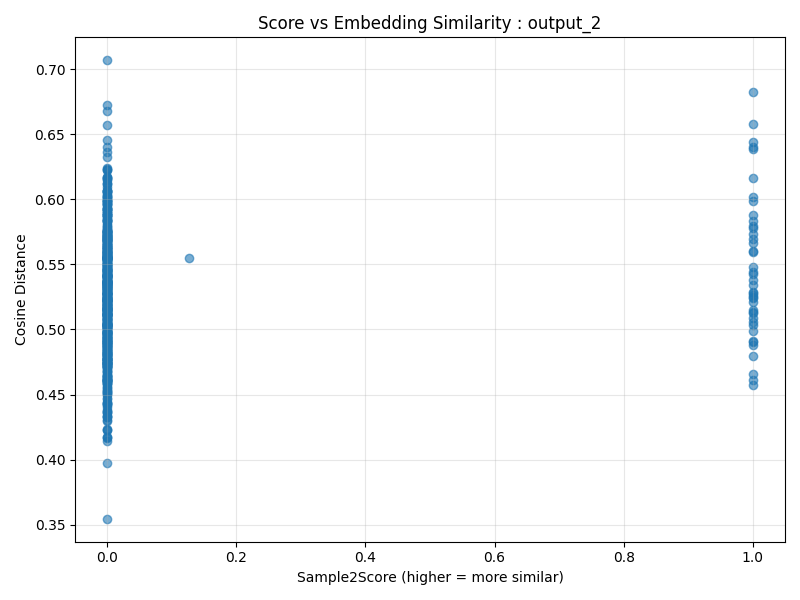 Score vs Embedding Similarity : output_2
Cosine Distance
0.70
0.65
0.60
0.55
0.50
0.45
0.40
0.35
0.0 0.2 0.4 0.6 0.8 1.0
Sample2Score (higher = more similar)